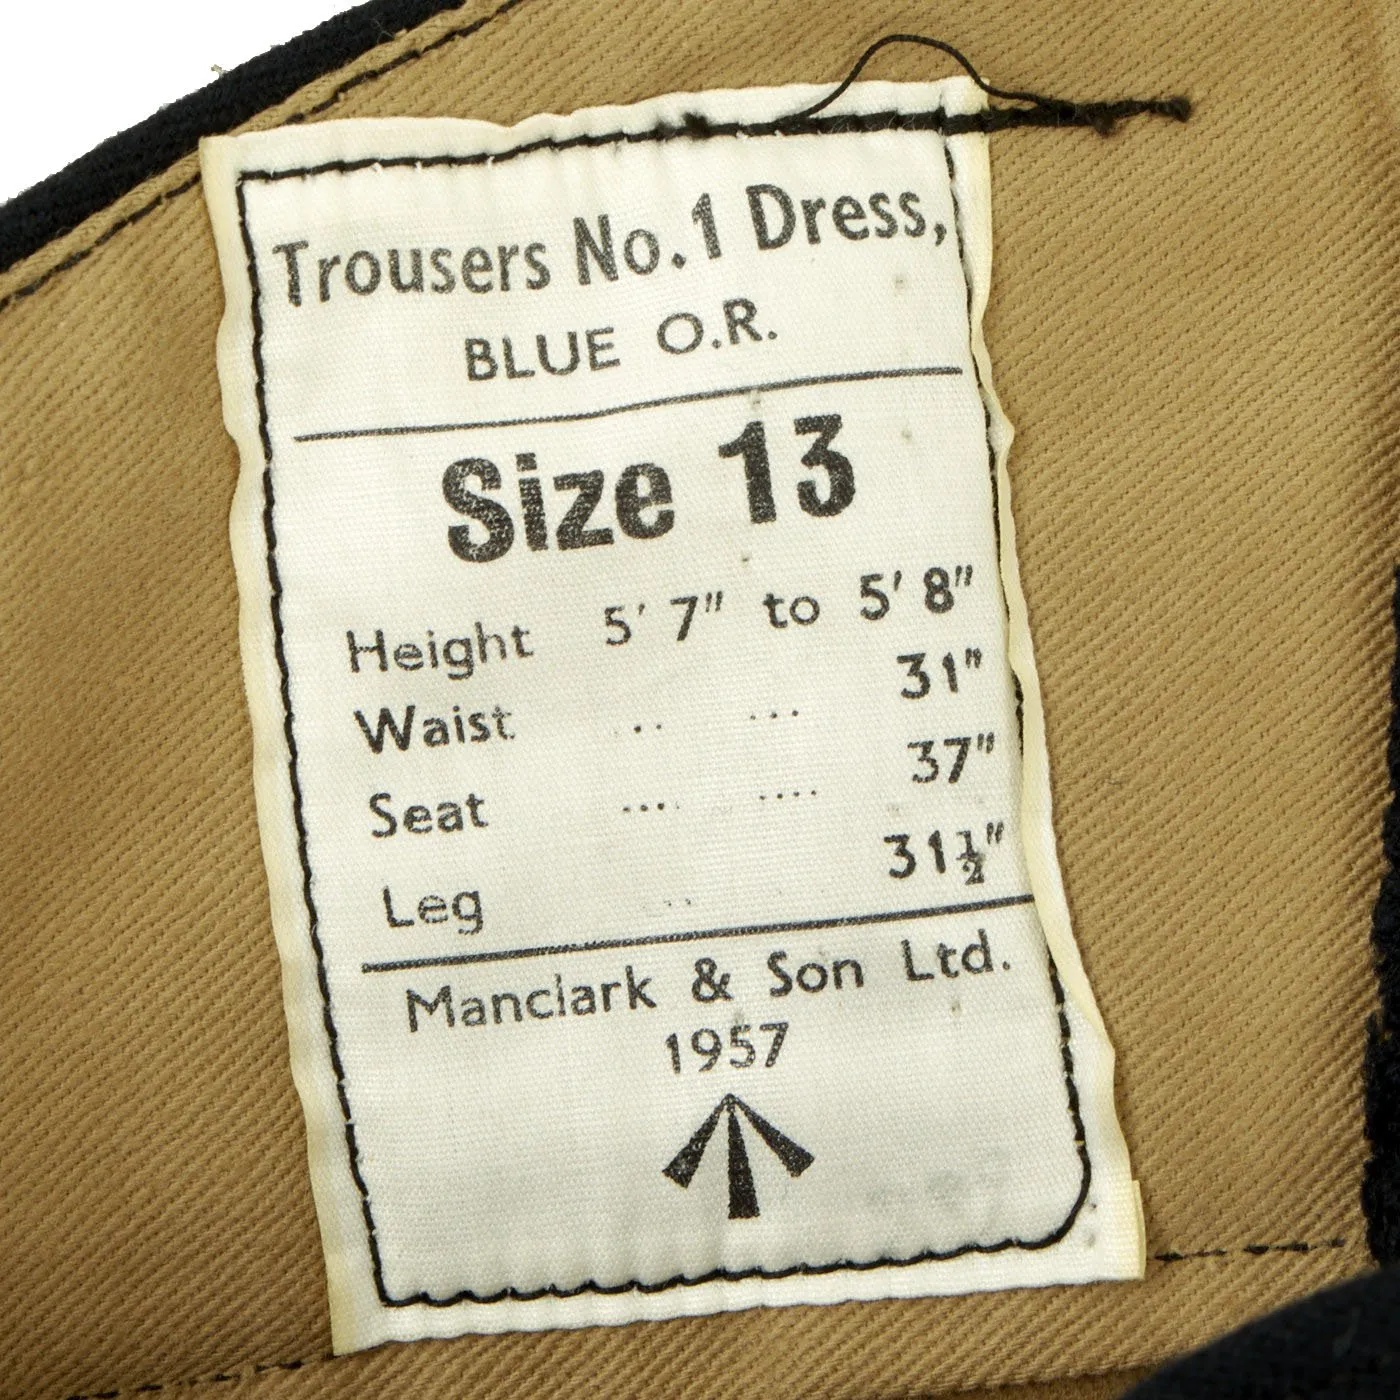 Trousers No. 1 Dress,
BLUE O.R.
Size 13
Height 5' 7" to 5' 8"
Waist .. ... 31"
Seat .... .... 37"
Leg .. 31½"
Manclark & Son Ltd.
1957